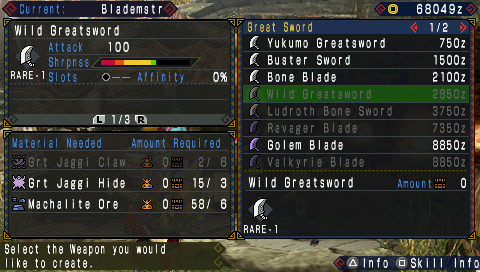 Current: Blademstr
68049z
Wild Greatsword
Attack 100
Shrpness
RARE-1 Slots Affinity 0%
L 1/3 R
Material Needed Amount Required
Grt Jaggi Claw 0 2/ 6
Grt Jaggi Hide 0 15/ 3
Machalite Ore 0 58/ 6
Great Sword 1/2
Yukumo Greatsword 750z
Buster Sword 1500z
Bone Blade 2100z
Wild Greatsword 2850z
Ludroth Bone Sword 3750z
Ravager Blade 7350z
Golem Blade 8850z
Valkyrie Blade 8850z
Wild Greatsword Amount 0
RARE-1
Select the Weapon you would
like to create.
Info Skill Info